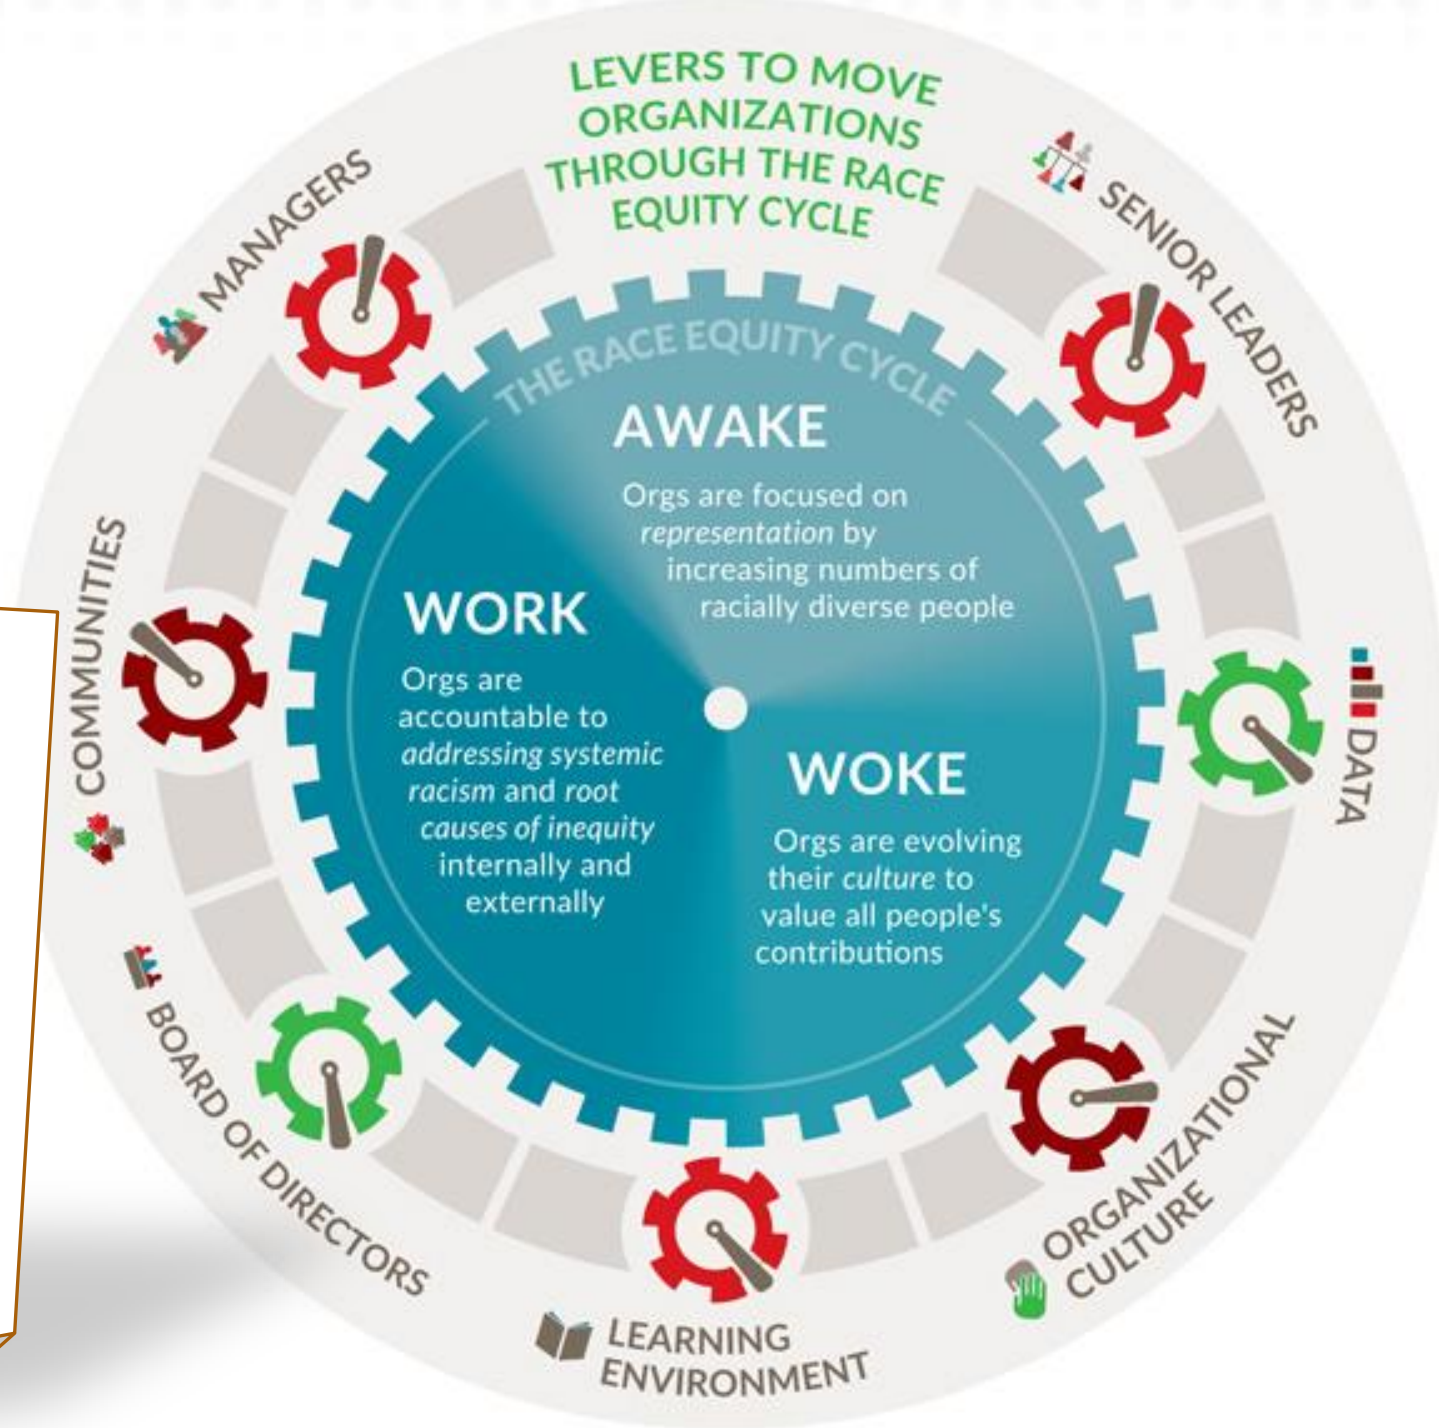 LEVERS TO MOVE
ORGANIZATIONS
THROUGH THE RACE
EQUITY CYCLE
SENIOR LEADERS
DATA
ORGANIZATIONAL
CULTURE
LEARNING
ENVIRONMENT
BOARD OF DIRECTORS
COMMUNITIES
MANAGERS
THE RACE EQUITY CYCLE
AWAKE
Orgs are focused on
representation by
increasing numbers of
racially diverse people
WOKE
Orgs are evolving
their culture to
value all people's
contributions
WORK
Orgs are
accountable to
addressing systemic
racism and root
causes of inequity
internally and
externally